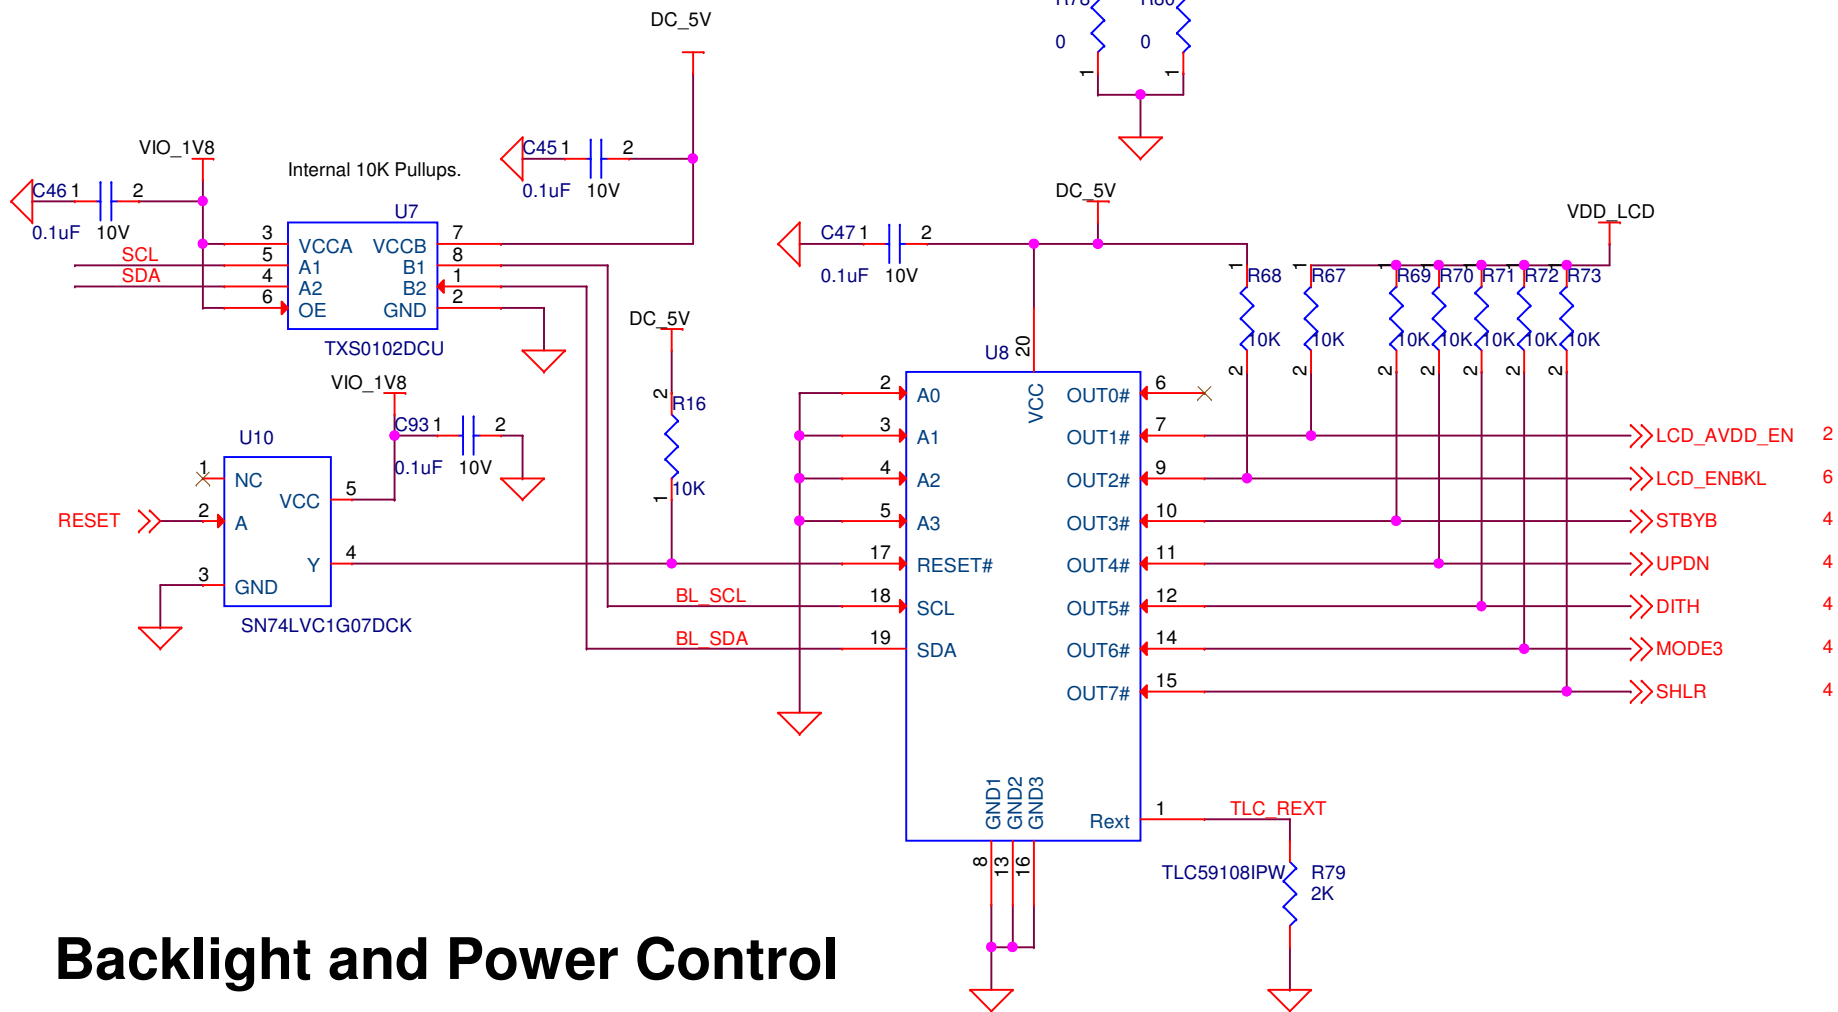 DC_5V
R78
R80
0
0
1
1
VIO_1V8
Internal 10K Pullups.
C45 1
2
0.1uF
10V
C46 1
2
0.1uF
10V
U7
SCL
SDA
3
5
4
6
VCCA
A1
A2
OE
VCCB
B1
B2
GND
7
8
1
2
TXS0102DCU
DC_5V
C47 1
2
0.1uF
10V
VDD_LCD
1
R68
10K
2
1
R67
10K
2
1
R69
10K
2
1
R70
10K
2
1
R71
10K
2
1
R72
10K
2
1
R73
10K
2
DC_5V
2
R16
10K
1
VIO_1V8
C93 1
2
0.1uF
10V
U10
1
NC
VCC
5
RESET
2
A
Y
4
3
GND
SN74LVC1G07DCK
BL_SCL
BL_SDA
U8
20
VCC
2
A0
3
A1
4
A2
5
A3
17
RESET#
18
SCL
19
SDA
OUT0#
6
OUT1#
7
LCD_AVDD_EN
2
OUT2#
9
LCD_ENBKL
6
OUT3#
10
STBYB
4
OUT4#
11
UPDN
4
OUT5#
12
DITH
4
OUT6#
14
MODE3
4
OUT7#
15
SHLR
4
GND1
GND2
GND3
8
13
16
Rext
1
TLC_REXT
TLC59108IPW
R79
2K
Backlight and Power Control